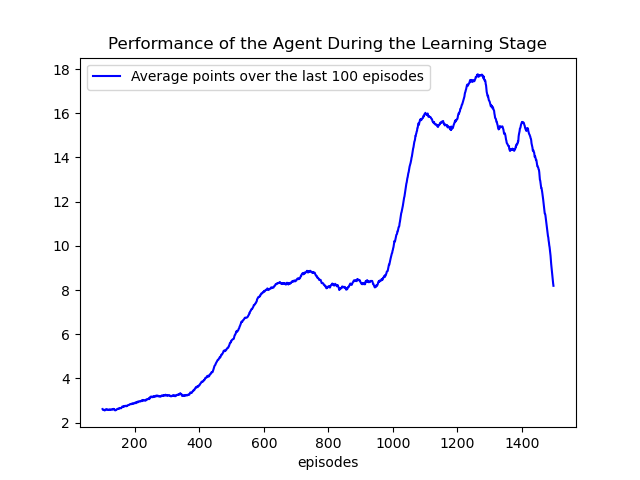 Performance of the Agent During the Learning Stage
Average points over the last 100 episodes
18
16
14
12
10
8
6
4
2
200 400 600 800 1000 1200 1400
episodes